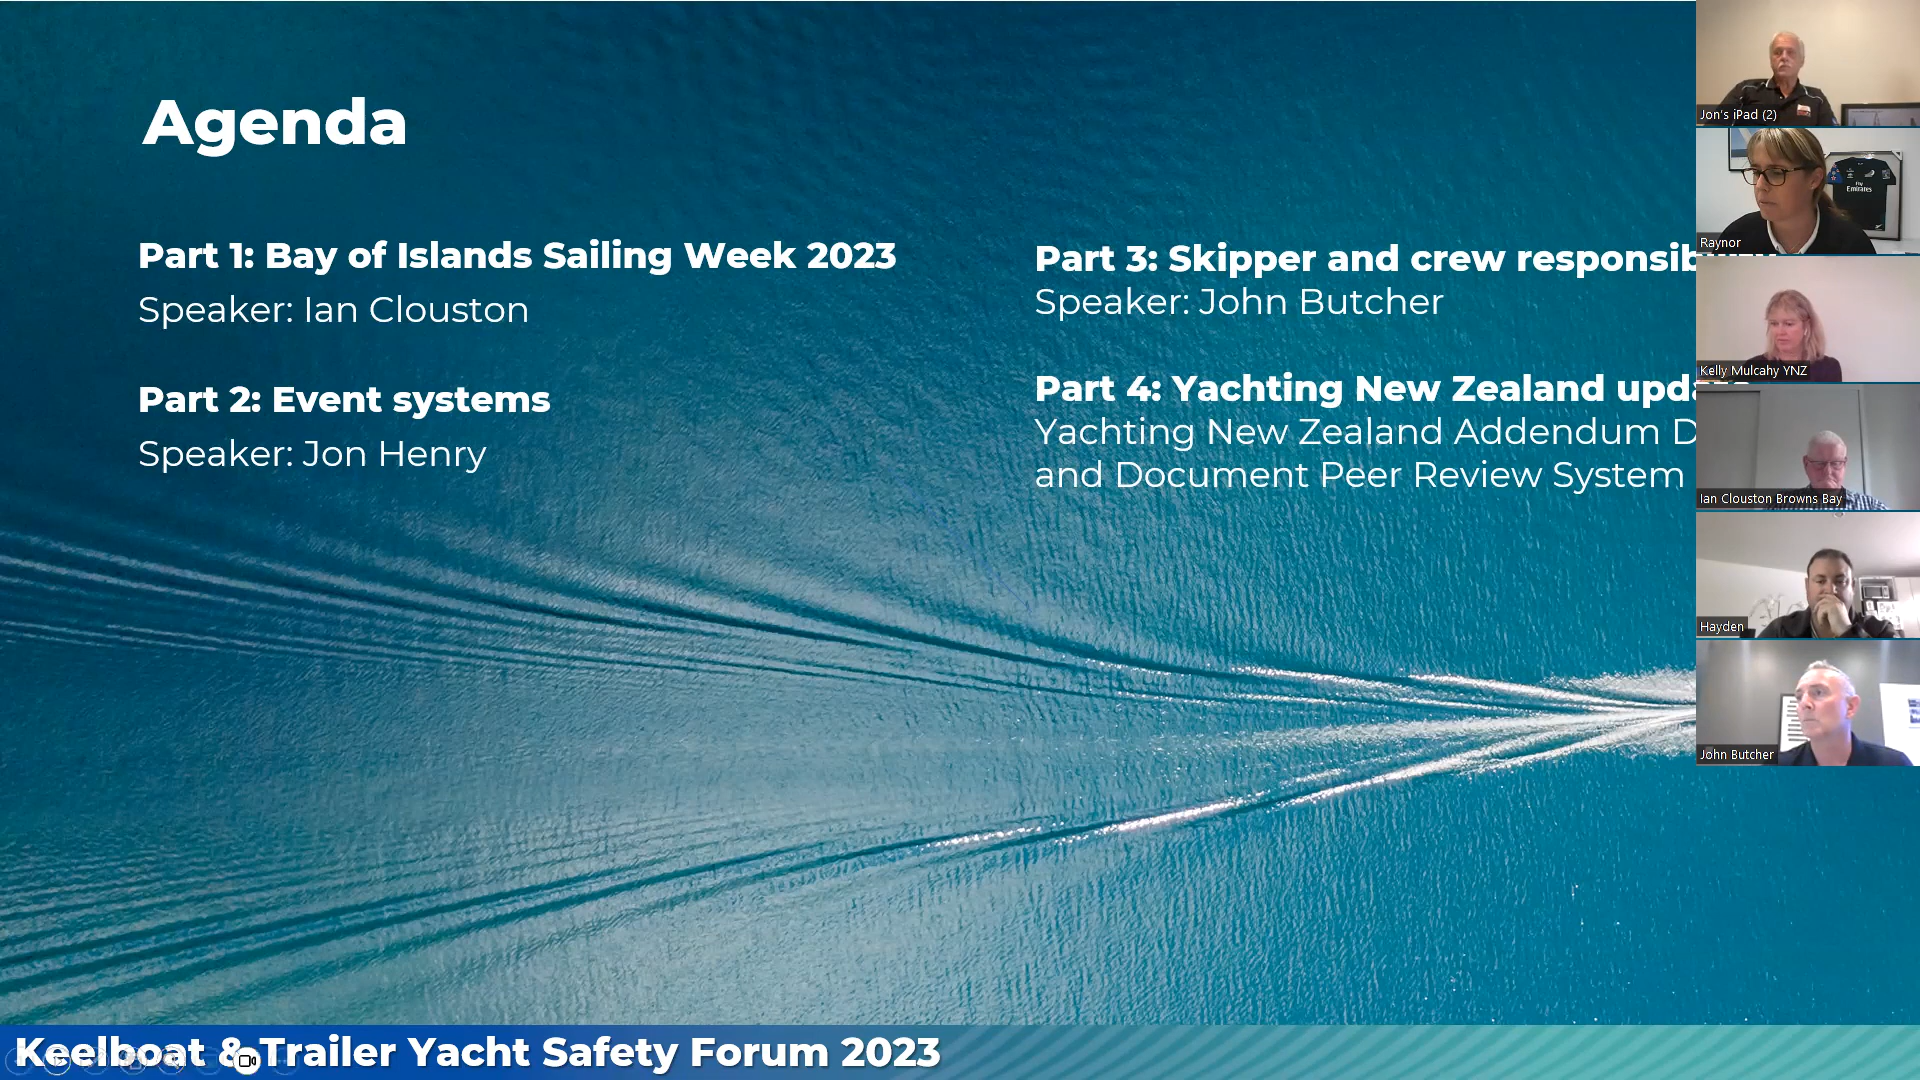 Agenda
Part 1: Bay of Islands Sailing Week 2023
Speaker: Ian Clouston
Part 2: Event systems
Speaker: Jon Henry
Part 3: Skipper and crew
Speaker: John Butcher
Part 4: Yachting New Zealand
Yachting New Zealand Addendum
and Document Peer Review System
Jon's iPad (2)
Fly
Emirates
Raynor
Kelly Mulcahy YNZ
Ian Clouston Browns Bay
Hayden
John Butcher
Keelboat & Trailer Yacht Safety Forum 2023